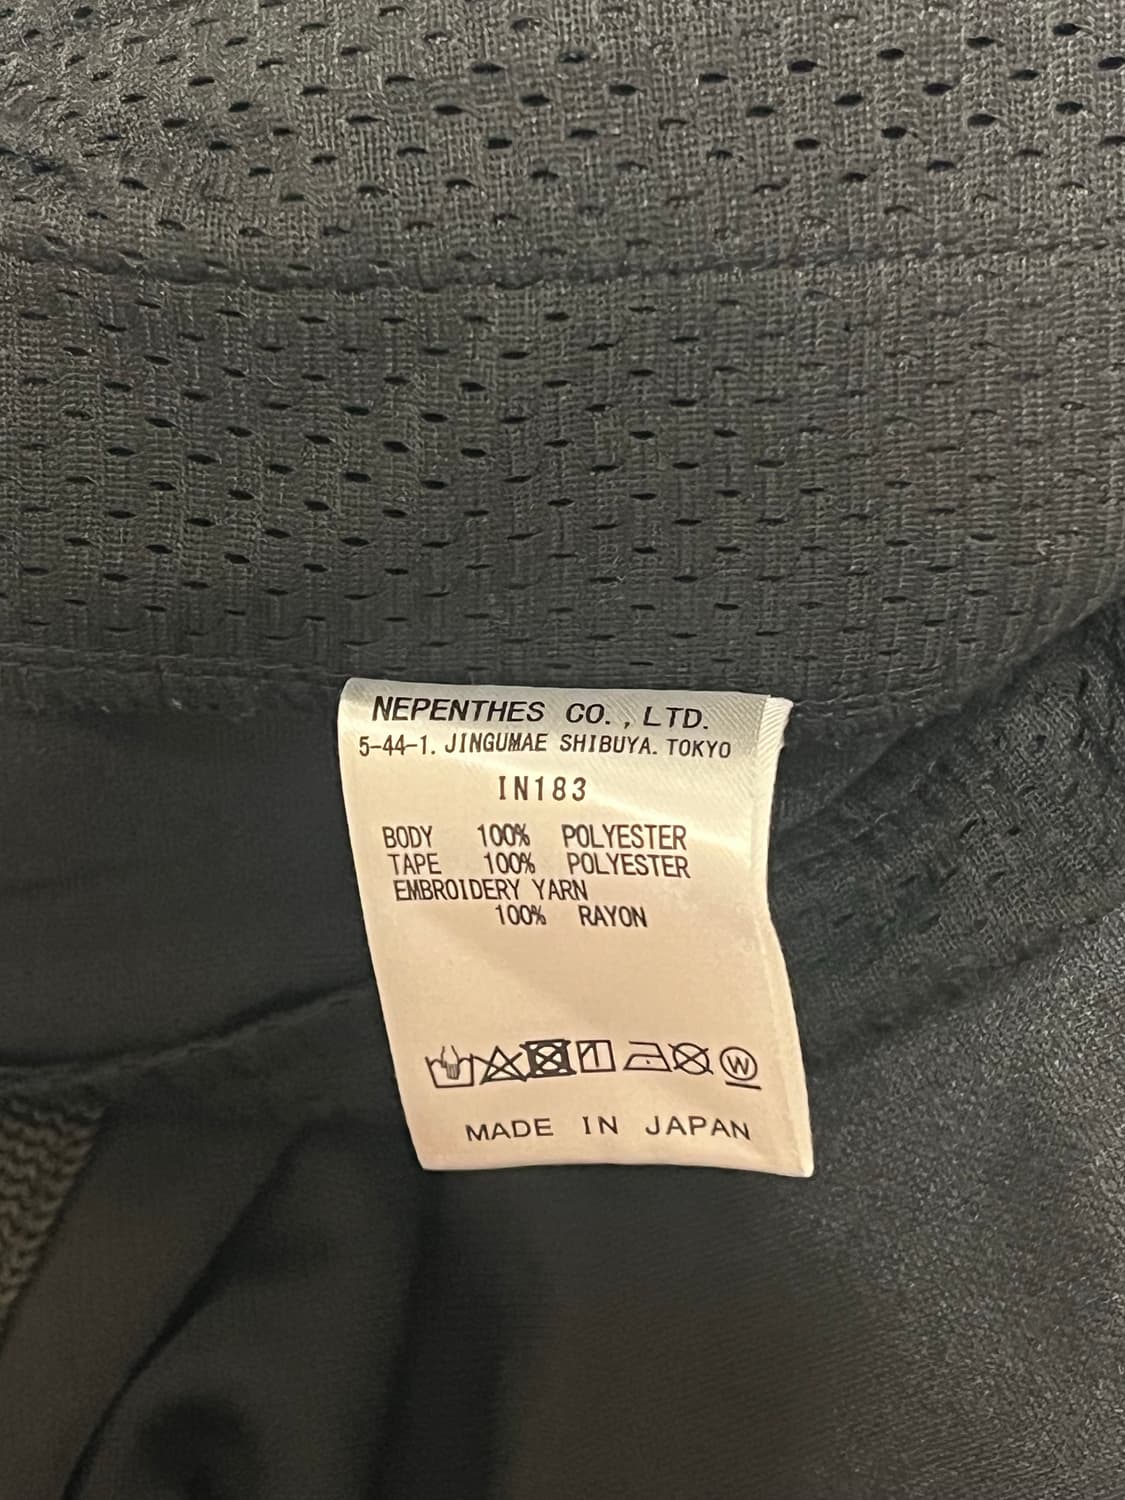 NEPENTHES CO.,LTD.
5-44-1. JINGUMAE SHIBUYA. TOKYO
IN183
BODY 100% POLYESTER
TAPE 100% POLYESTER
EMBROIDERY YARN
100% RAYON
W
MADE IN JAPAN